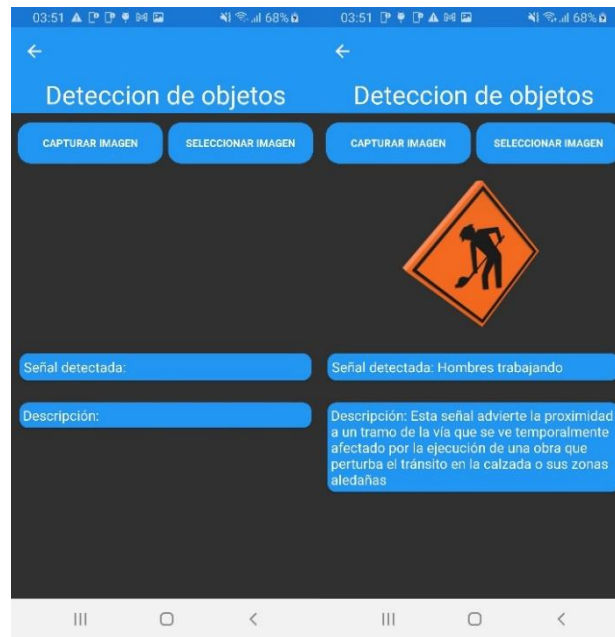 03:51 68%
Deteccion de objetos
CAPTURAR IMAGEN SELECCIONAR IMAGEN
Señal detectada:
Descripción:
03:51 68%
Deteccion de objetos
CAPTURAR IMAGEN SELECCIONAR IMAGEN
Señal detectada: Hombres trabajando
Descripción: Esta señal advierte la proximidad
a un tramo de la vía que se ve temporalmente
afectado por la ejecución de una obra que
perturba el tránsito en la calzada o sus zonas
aledañas